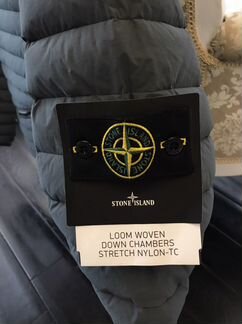 STONE ISLAND
STONE ISLAND
LOOM WOVEN
DOWN CHAMBERS
STRETCH NYLON-TC